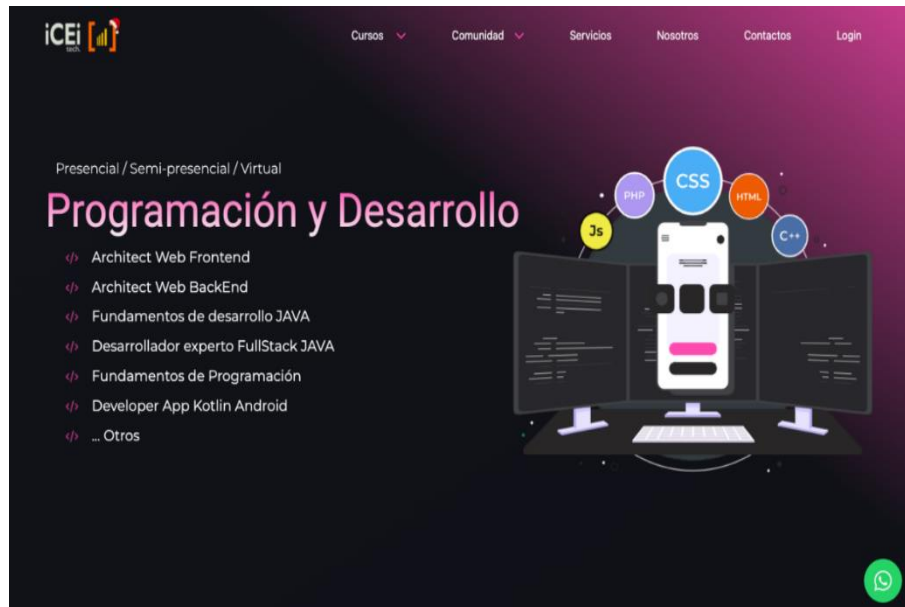 iCEi
tech.
Cursos Comunidad Servicios Nosotros Contactos Login
Presencial / Semi-presencial / Virtual
Programación y Desarrollo
</> Architect Web Frontend
</> Architect Web BackEnd
</> Fundamentos de desarrollo JAVA
</> Desarrollador experto FullStack JAVA
</> Fundamentos de Programación
</> Developer App Kotlin Android
</> ... Otros
CSS
PHP
HTML
Js
C++